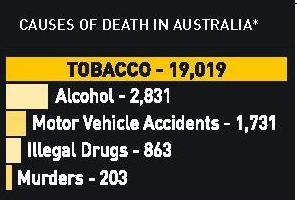 CAUSES OF DEATH IN AUSTRALIA*
TOBACCO - 19,019
Alcohol - 2,831
Motor Vehicle Accidents - 1,731
Illegal Drugs - 863
Murders - 203